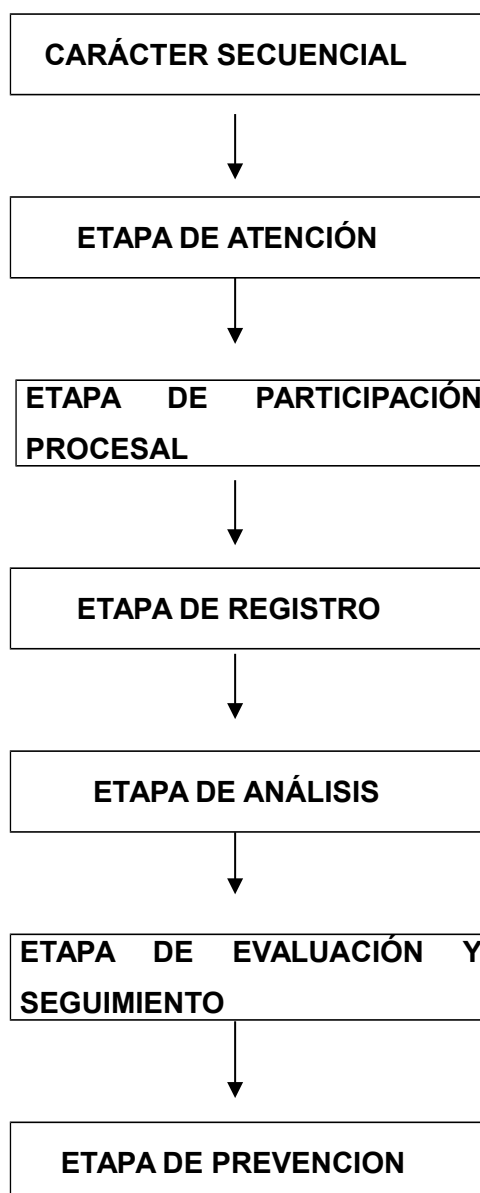 CARÁCTER SECUENCIAL
ETAPA DE ATENCIÓN
ETAPA DE PARTICIPACIÓN
PROCESAL
ETAPA DE REGISTRO
ETAPA DE ANÁLISIS
ETAPA DE EVALUACIÓN Y
SEGUIMIENTO
ETAPA DE PREVENCION